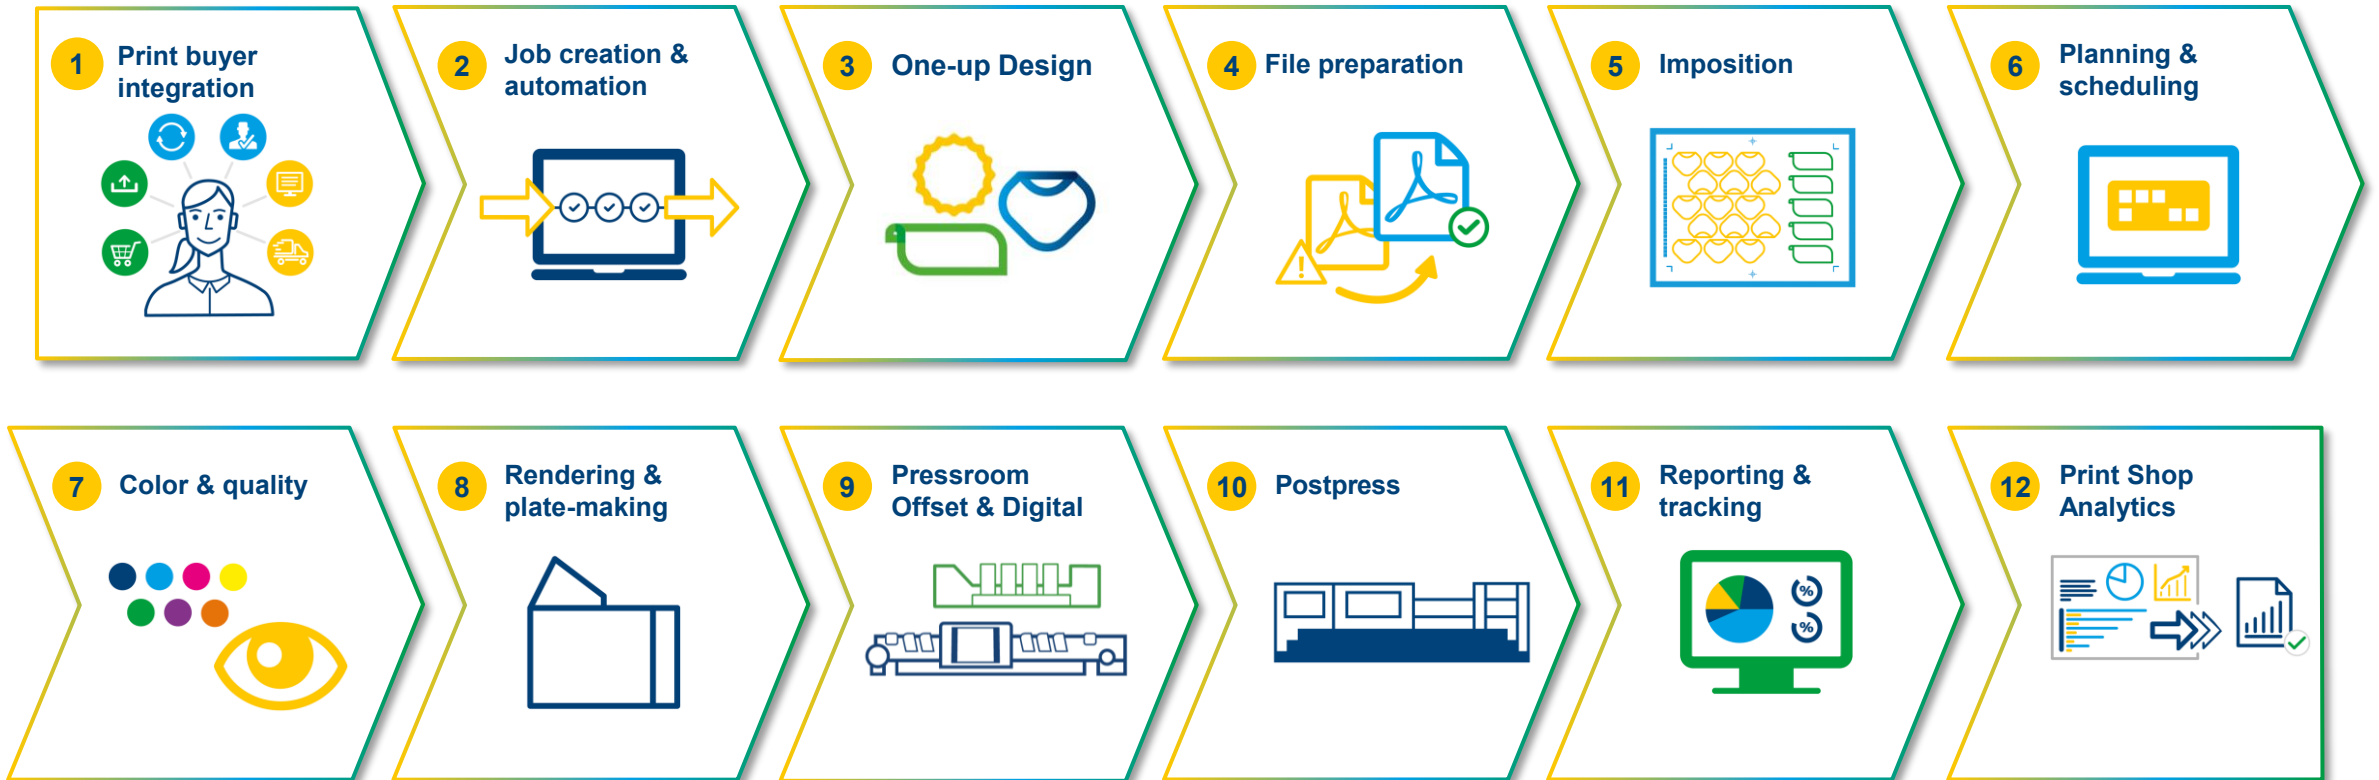 1
Print buyer
integration
2
Job creation &
automation
3
One-up Design
4
File preparation
!
5
Imposition
6
Planning &
scheduling
7
Color & quality
8
Rendering &
plate-making
9
Pressroom
Offset & Digital
10
Postpress
11
Reporting &
tracking
%
%
12
Print Shop
Analytics